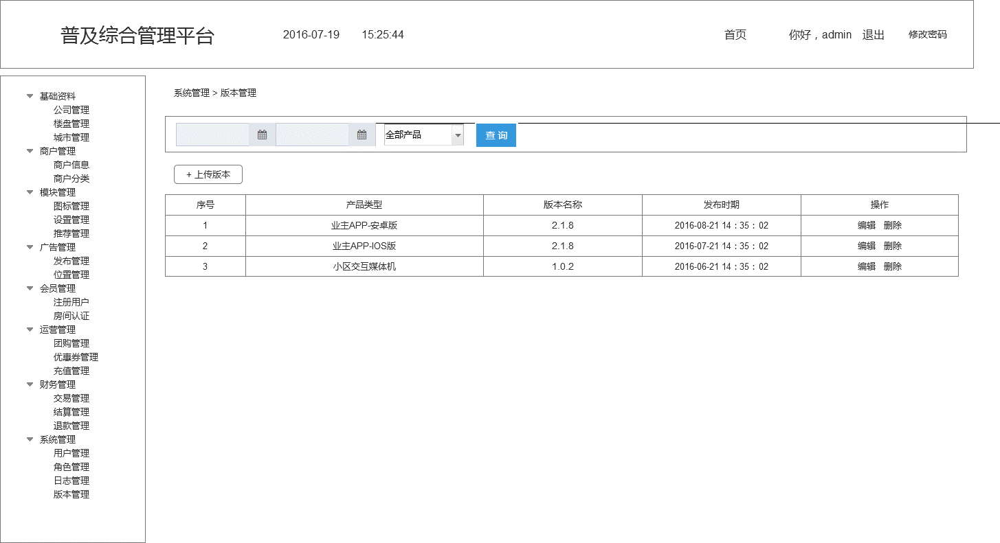 普及综合管理平台 2016-07-19 15:25:44 首页 你好，admin 退出 修改密码
基础资料
公司管理
楼盘管理
城市管理
商户管理
商户信息
商户分类
模块管理
图标管理
设置管理
推荐管理
广告管理
发布管理
位置管理
会员管理
注册用户
房间认证
运营管理
团购管理
优惠券管理
充值管理
财务管理
交易管理
结算管理
退款管理
系统管理
用户管理
角色管理
日志管理
版本管理
系统管理 > 版本管理
全部产品 查 询
+ 上传版本
序号 产品类型 版本名称 发布时期 操作
1 业主APP-安卓版 2.1.8 2016-08-21 14：35：02 编辑 删除
2 业主APP-IOS版 2.1.8 2016-07-21 14：35：02 编辑 删除
3 小区交互媒体机 1.0.2 2016-06-21 14：35：02 编辑 删除